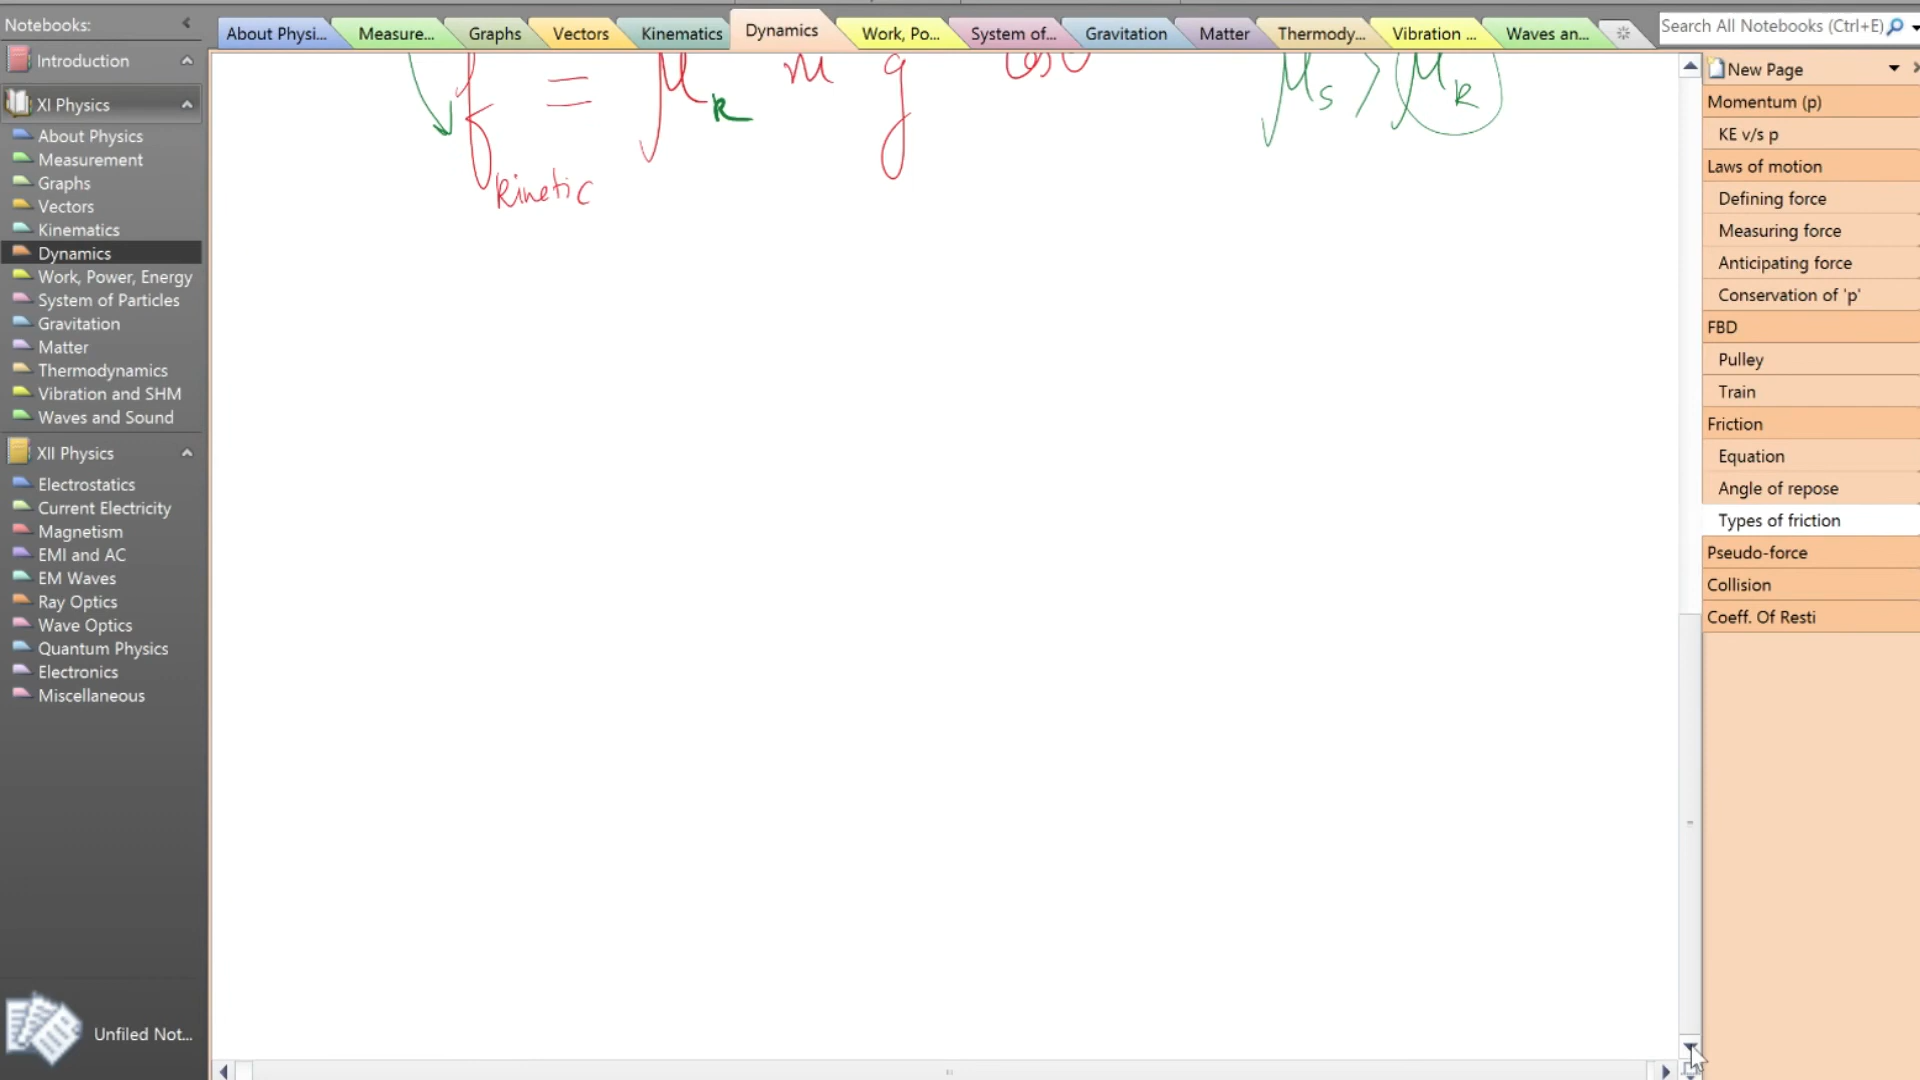 Notebooks:
Introduction
XI Physics
About Physics
Measurement
Graphs
Vectors
Kinematics
Dynamics
Work, Power, Energy
System of Particles
Gravitation
Matter
Thermodynamics
Vibration and SHM
Waves and Sound
XII Physics
Electrostatics
Current Electricity
Magnetism
EMI and AC
EM Waves
Ray Optics
Wave Optics
Quantum Physics
Electronics
Miscellaneous
Unfiled Not...
About Physi... Measure... Graphs Vectors Kinematics Dynamics Work, Po... System of... Gravitation Matter Thermody... Vibration ... Waves an...
f = μk m g cosθ μs > μk
kinetic
Search All Notebooks (Ctrl+E)
New Page
Momentum (p)
KE v/s p
Laws of motion
Defining force
Measuring force
Anticipating force
Conservation of 'p'
FBD
Pulley
Train
Friction
Equation
Angle of repose
Types of friction
Pseudo-force
Collision
Coeff. Of Resti